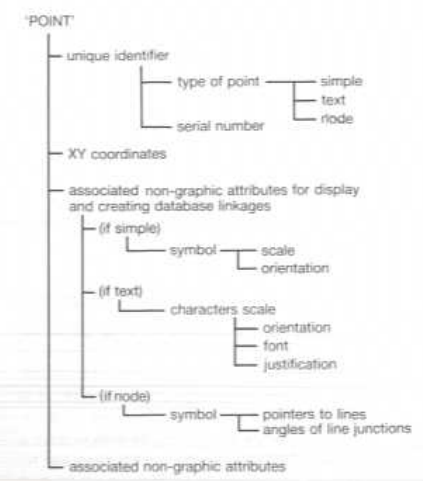 'POINT'
unique identifier
type of point simple
text
node
serial number
XY coordinates
associated non-graphic attributes for display
and creating database linkages
(if simple)
symbol scale
orientation
(if text)
characters scale
orientation
font
justification
(if node)
symbol pointers to lines
angles of line junctions
associated non-graphic attributes